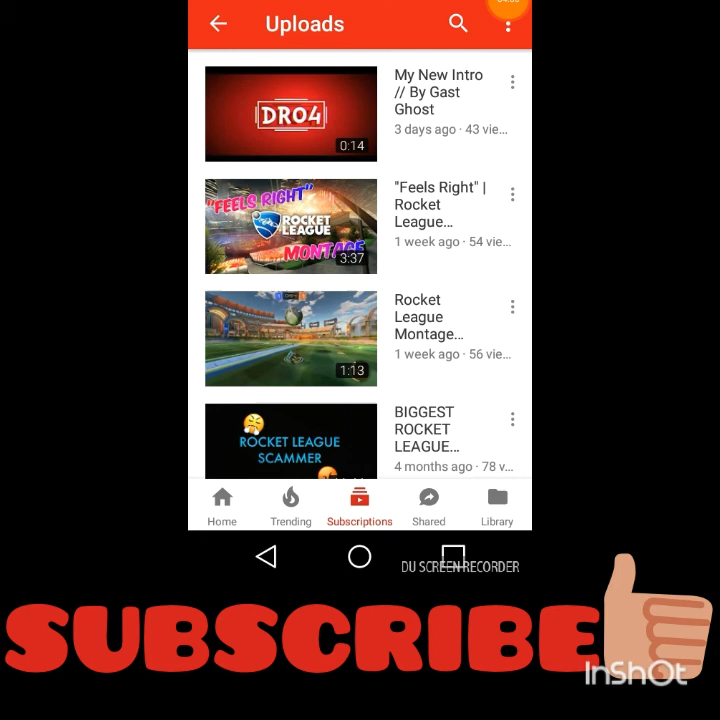 Uploads
DRO4
0:14
My New Intro
// By Gast
Ghost
3 days ago · 43 vie...
"FEELS RIGHT"
ROCKET
LEAGUE
MONTAGE
3:37
"Feels Right" |
Rocket
League...
1 week ago · 54 vie...
1:13
Rocket
League
Montage...
1 week ago · 56 vie...
ROCKET LEAGUE
SCAMMER
BIGGEST
ROCKET
LEAGUE...
4 months ago · 78 v...
Home Trending Subscriptions Shared Library
DU SCREEN RECORDER
SUBSCRIBE
InShOt